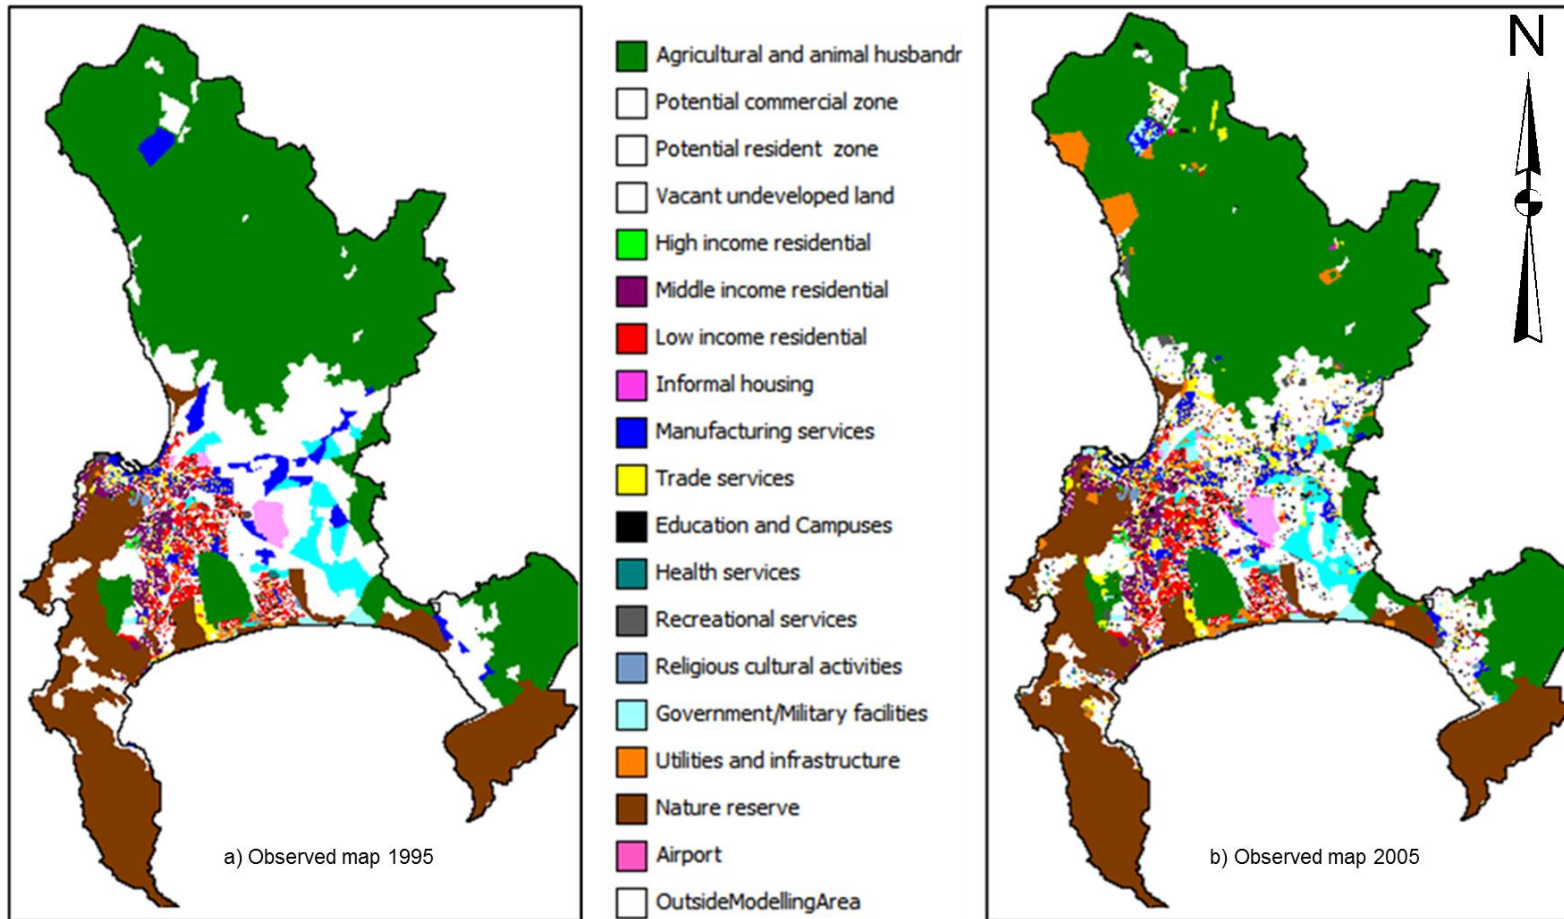 N
Agricultural and animal husbandr
Potential commercial zone
Potential resident zone
Vacant undeveloped land
High income residential
Middle income residential
Low income residential
Informal housing
Manufacturing services
Trade services
Education and Campuses
Health services
Recreational services
Religious cultural activities
Government/Military facilities
Utilities and infrastructure
Nature reserve
Airport
OutsideModellingArea
a) Observed map 1995
b) Observed map 2005